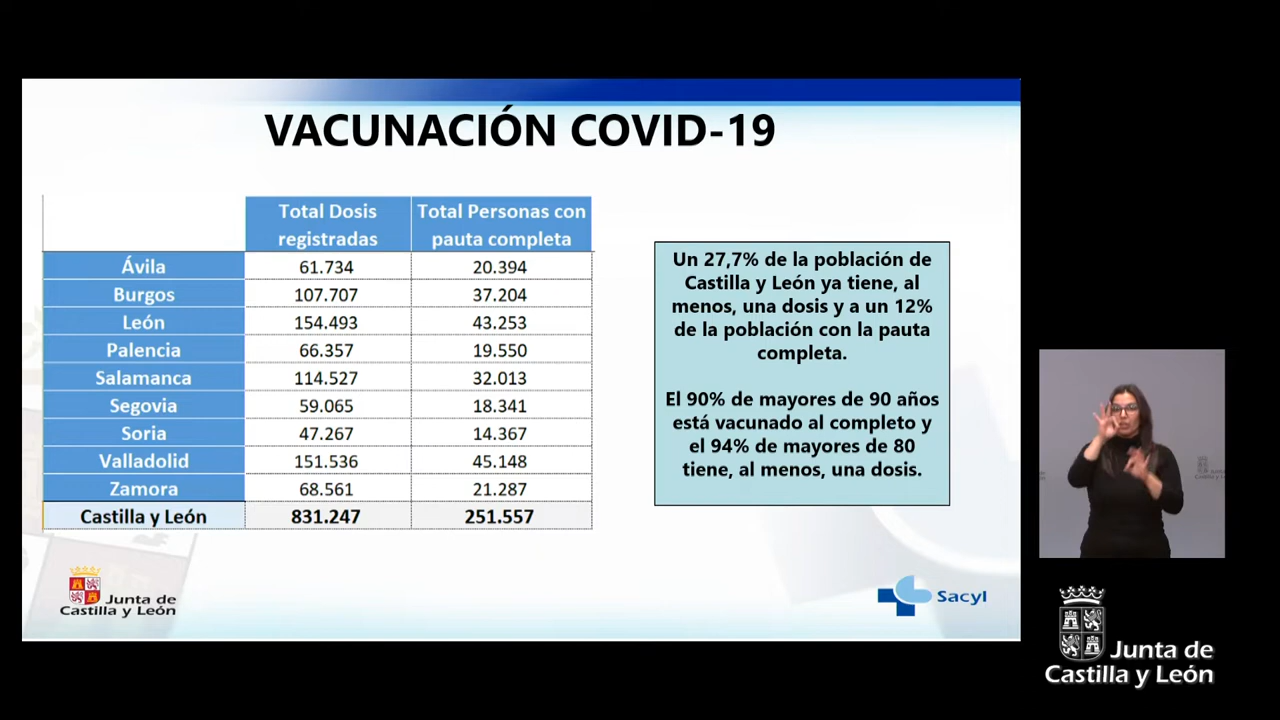 VACUNACIÓN COVID-19
Total Dosis registradas Total Personas con pauta completa
Ávila 61.734 20.394
Burgos 107.707 37.204
León 154.493 43.253
Palencia 66.357 19.550
Salamanca 114.527 32.013
Segovia 59.065 18.341
Soria 47.267 14.367
Valladolid 151.536 45.148
Zamora 68.561 21.287
Castilla y León 831.247 251.557
Un 27,7% de la población de
Castilla y León ya tiene, al
menos, una dosis y a un 12%
de la población con la pauta
completa.
El 90% de mayores de 90 años
está vacunado al completo y
el 94% de mayores de 80
tiene, al menos, una dosis.
Junta de
Castilla y León
Sacyl
Junta de
Castilla y León